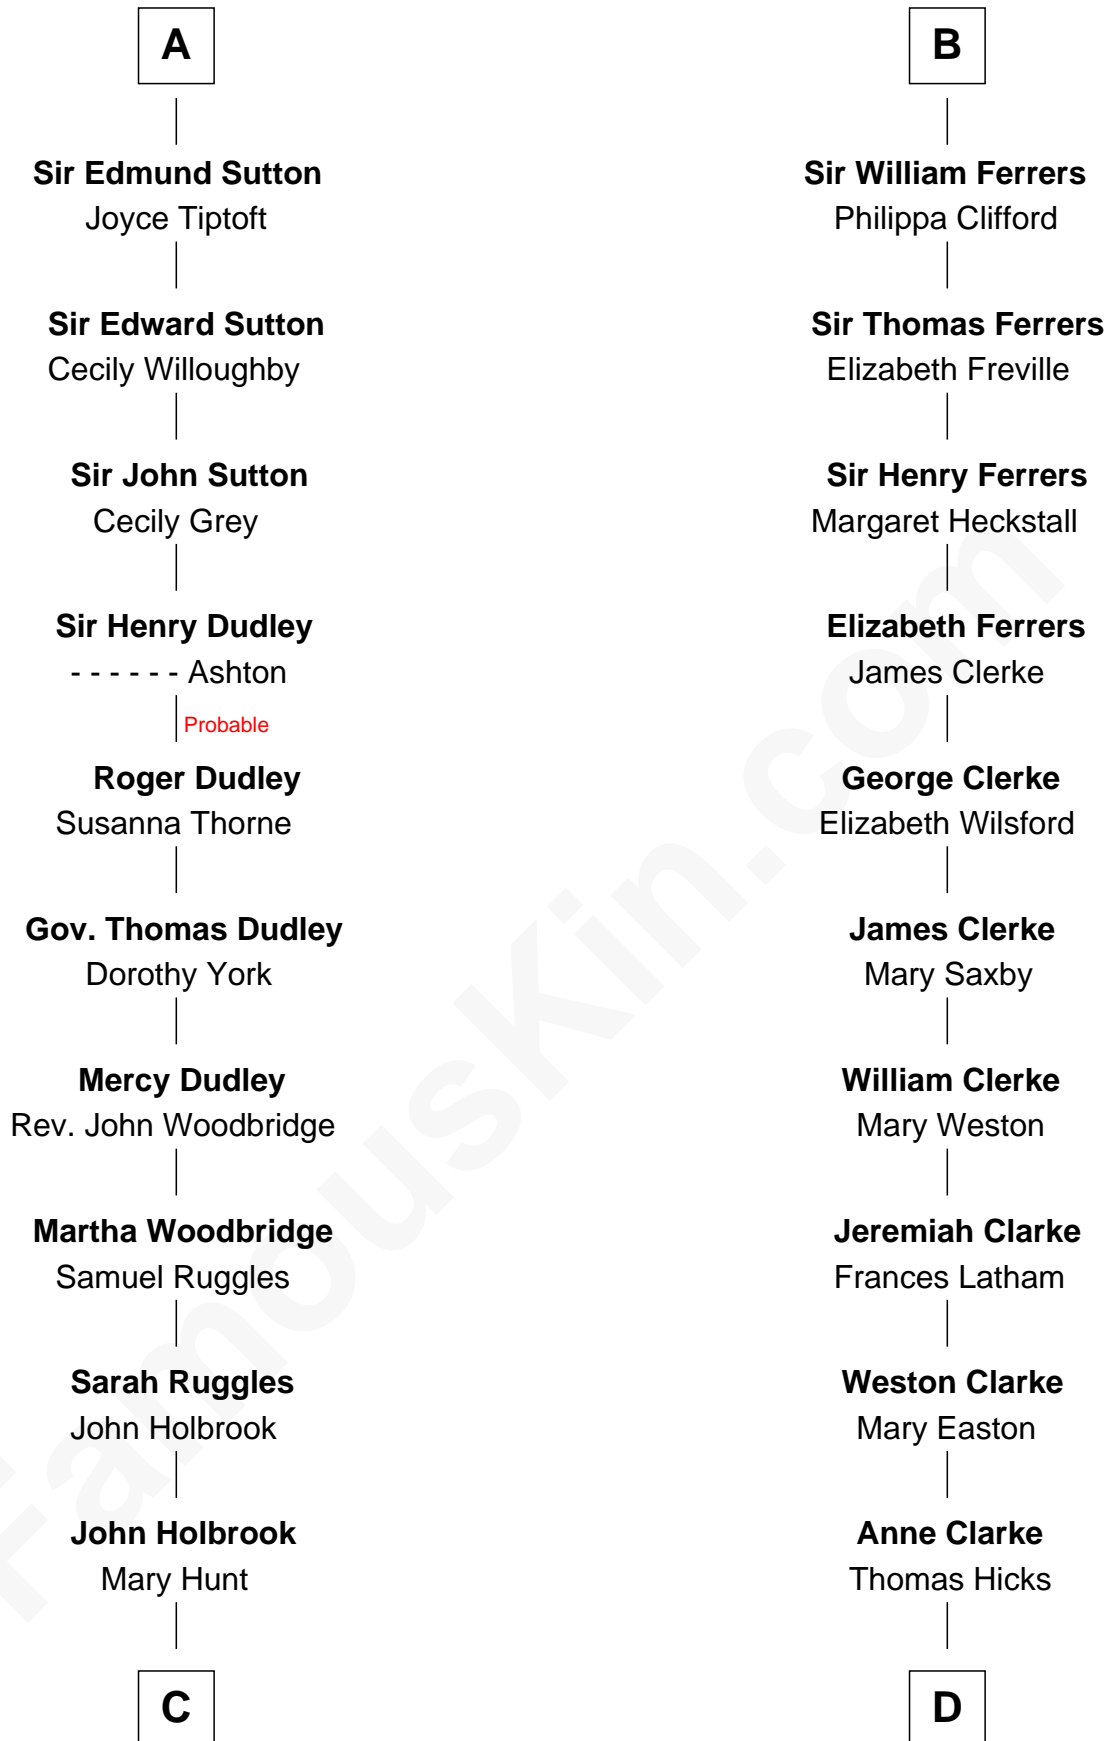 A
Sir Edmund Sutton
Joyce Tiptoft
Sir Edward Sutton
Cecily Willoughby
Sir John Sutton
Cecily Grey
Sir Henry Dudley
- - - - - - Ashton
Probable
Roger Dudley
Susanna Thorne
Gov. Thomas Dudley
Dorothy York
Mercy Dudley
Rev. John Woodbridge
Martha Woodbridge
Samuel Ruggles
Sarah Ruggles
John Holbrook
John Holbrook
Mary Hunt
C
B
Sir William Ferrers
Philippa Clifford
Sir Thomas Ferrers
Elizabeth Freville
Sir Henry Ferrers
Margaret Heckstall
Elizabeth Ferrers
James Clerke
George Clerke
Elizabeth Wilsford
James Clerke
Mary Saxby
William Clerke
Mary Weston
Jeremiah Clarke
Frances Latham
Weston Clarke
Mary Easton
Anne Clarke
Thomas Hicks
D
FamousKin.com